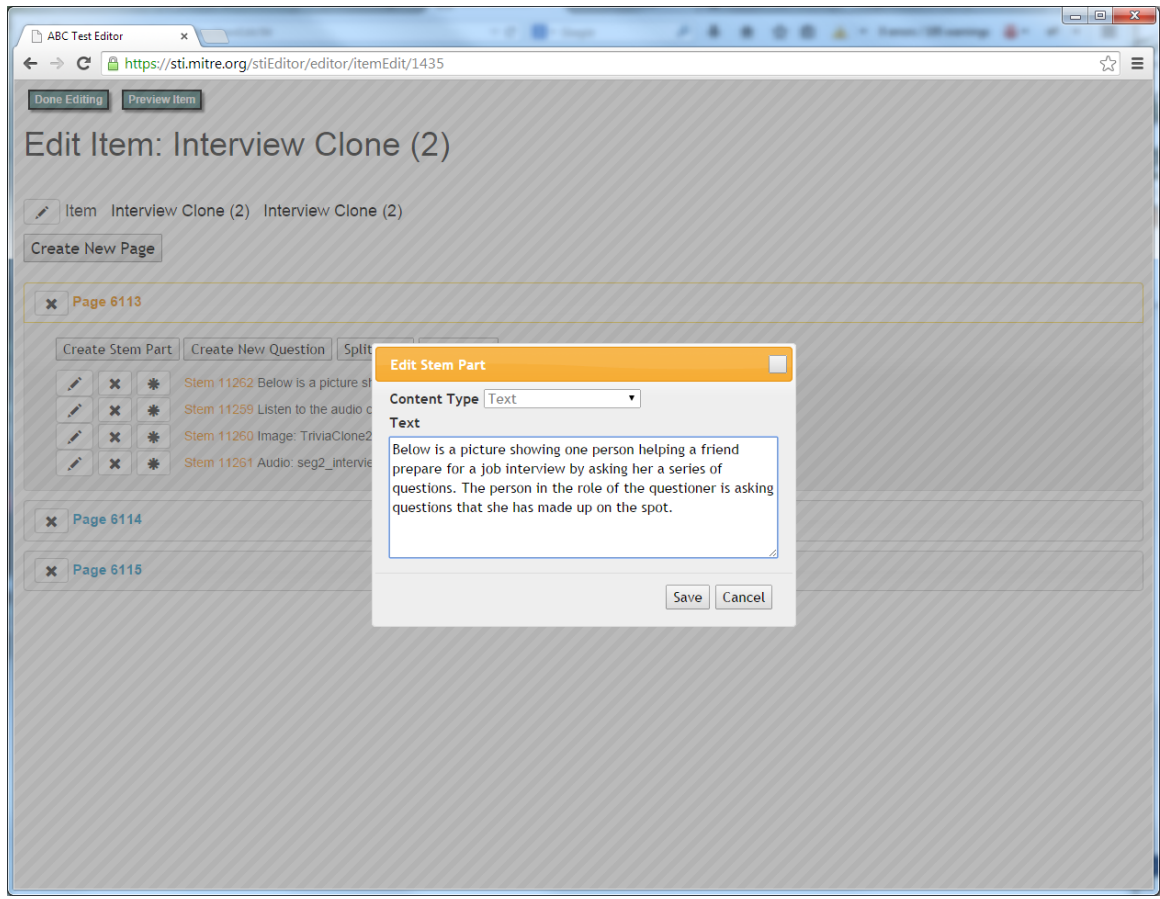 ABC Test Editor
https://sti.mitre.org/stiEditor/editor/itemEdit/1435
Done Editing Preview Item
Edit Item: Interview Clone (2)
Item Interview Clone (2) Interview Clone (2)
Create New Page
Page 6113
Create Stem Part Create New Question Split
Stem 11262 Below is a picture sh
Stem 11259 Listen to the audio c
Stem 11260 Image: TriviaClone2
Stem 11261 Audio: seg2_intervie
Page 6114
Page 6115
Edit Stem Part
Content Type Text
Text
Below is a picture showing one person helping a friend
prepare for a job interview by asking her a series of
questions. The person in the role of the questioner is asking
questions that she has made up on the spot.
Save Cancel